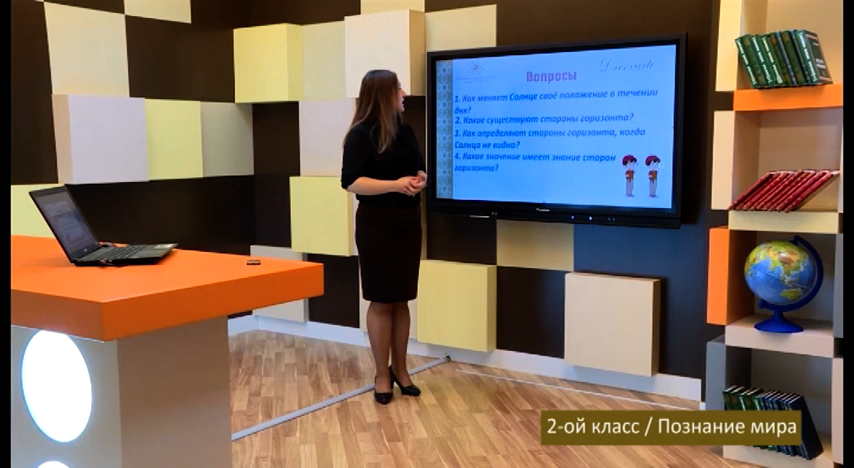 Вопросы
1. Как меняет Солнце своё положение в течении
дня?
2. Какие существуют стороны горизонта?
3. Как определяют стороны горизонта, когда
Солнца не видно?
4. Какое значение имеет знание сторон
горизонта?
2-ой класс / Познание мира